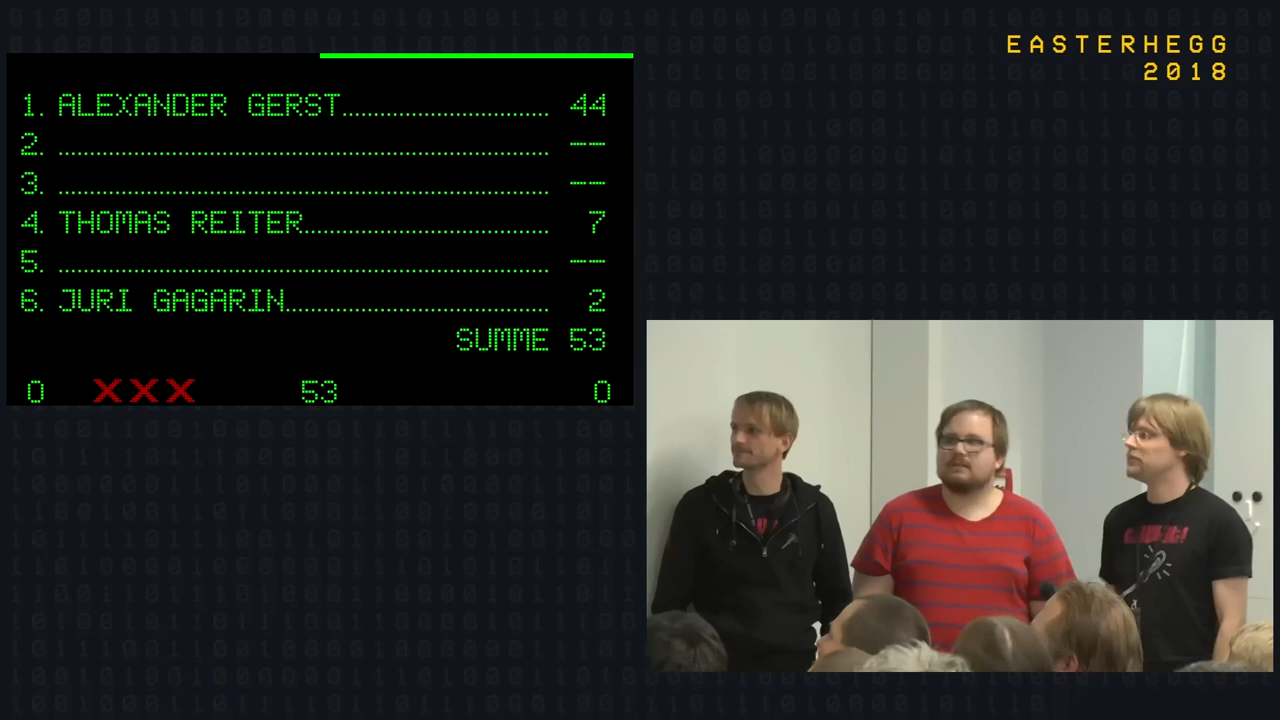 EASTERHEGG
2018
1. ALEXANDER GERST................................. 44
2. .................................................... --
3. .................................................... --
4. THOMAS REITER.......................... 7
5. .................................................... --
6. JURI GAGARIN............................ 2
SUMME 53
0 XXX 53 0